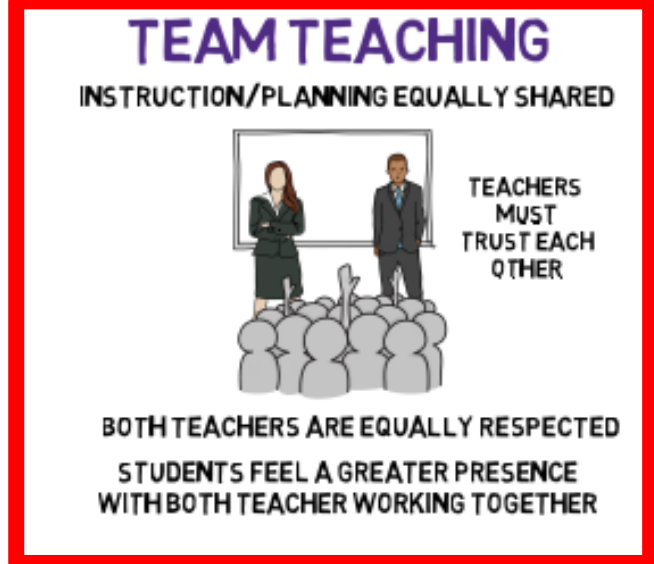 TEAM TEACHING
INSTRUCTION/PLANNING EQUALLY SHARED
TEACHERS
MUST
TRUST EACH
OTHER
BOTH TEACHERS ARE EQUALLY RESPECTED
STUDENTS FEEL A GREATER PRESENCE
WITH BOTH TEACHER WORKING TOGETHER